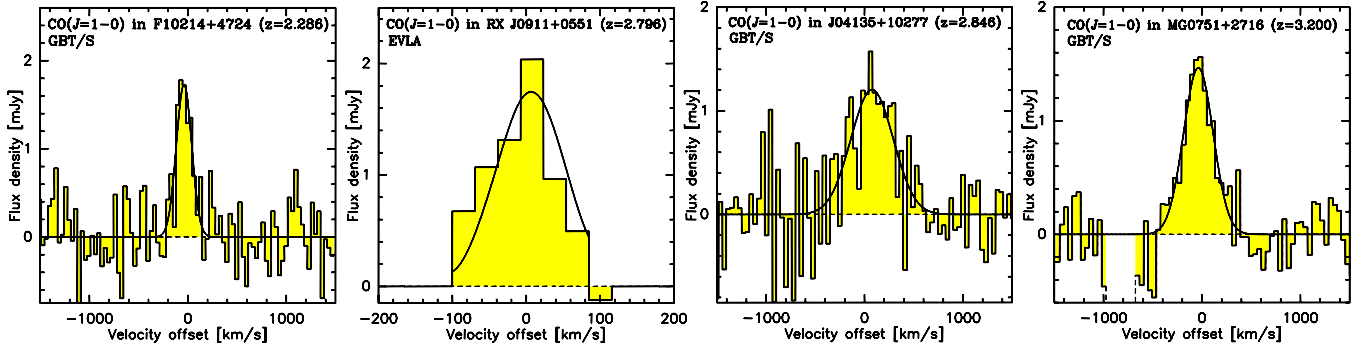 CO(J=1-0) in F10214+4724 (z=2.286)
GBT/S
2
1
0
Flux density [mJy]
-1000
0
1000
Velocity offset [km/s]
CO(J=1-0) in RX J0911+0551 (z=2.796)
EVLA
2
1
0
Flux density [mJy]
-200
-100
0
100
200
Velocity offset [km/s]
CO(J=1-0) in J04135+10277 (z=2.846)
GBT/S
2
1
0
Flux density [mJy]
-1000
0
1000
Velocity offset [km/s]
CO(J=1-0) in MG0751+2716 (z=3.200)
GBT/S
1
0
Flux density [mJy]
-1000
0
1000
Velocity offset [km/s]